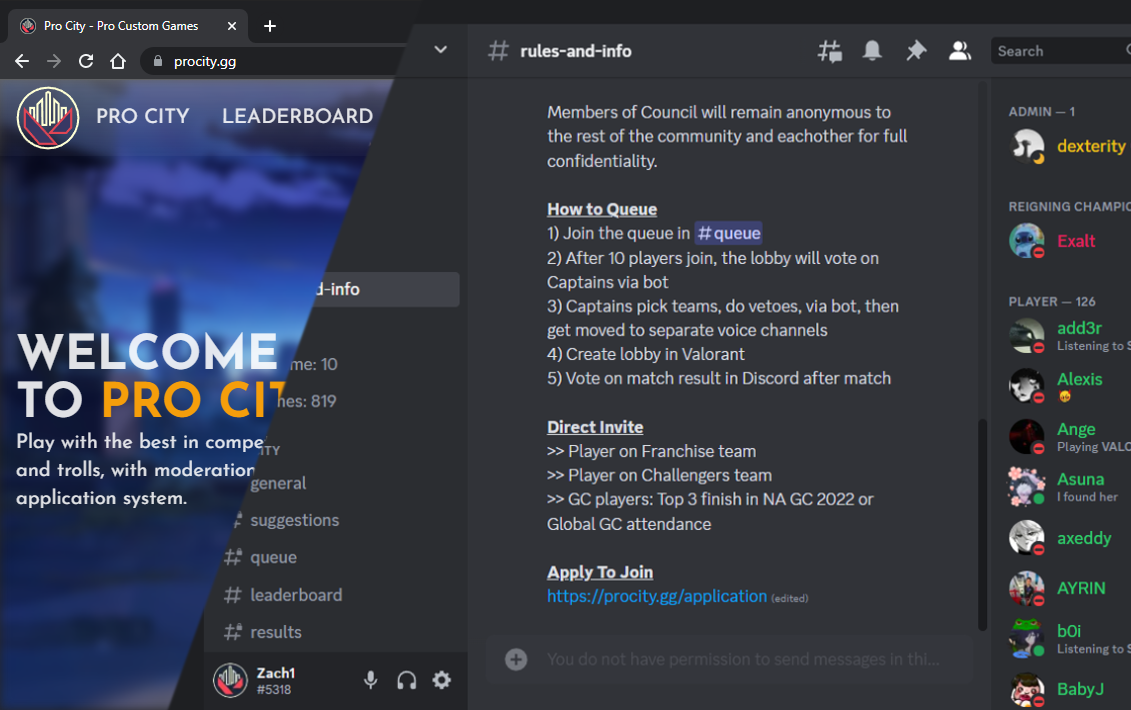 Pro City - Pro Custom Games
procity.gg
PRO CITY
LEADERBOARD
WELCOME
TO PRO CIT
Play with the best in compe
and trolls, with moderation
application system.
d-info
me: 10
hes: 819
ITY
general
suggestions
queue
leaderboard
results
Zach1
#5318
rules-and-info
Search
Members of Council will remain anonymous to
the rest of the community and eachother for full
confidentiality.
How to Queue
1) Join the queue in # queue
2) After 10 players join, the lobby will vote on
Captains via bot
3) Captains pick teams, do vetoes, via bot, then
get moved to separate voice channels
4) Create lobby in Valorant
5) Vote on match result in Discord after match
Direct Invite
>> Player on Franchise team
>> Player on Challengers team
>> GC players: Top 3 finish in NA GC 2022 or
Global GC attendance
Apply To Join
https://procity.gg/application (edited)
You do not have permission to send messages in thi...
ADMIN — 1
dexterity
REIGNING CHAMPIO
Exalt
PLAYER — 126
add3r
Listening to S
Alexis
Ange
Playing VALO
Asuna
I found her
axeddy
AYRIN
b0i
Listening to S
BabyJ